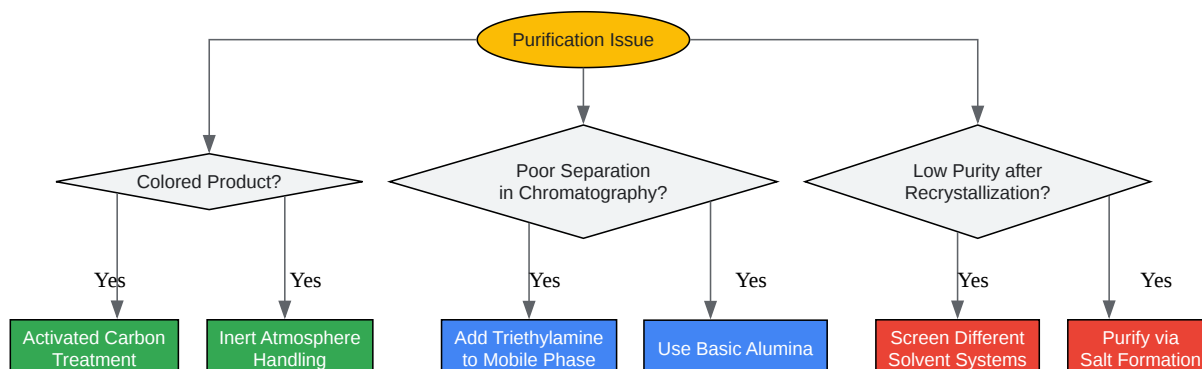 Purification Issue
Colored Product?
Poor Separation
in Chromatography?
Low Purity after
Recrystallization?
Yes
Yes
Yes
Yes
Yes
Yes
Activated Carbon
Treatment
Inert Atmosphere
Handling
Add Triethylamine
to Mobile Phase
Use Basic Alumina
Screen Different
Solvent Systems
Purify via
Salt Formation